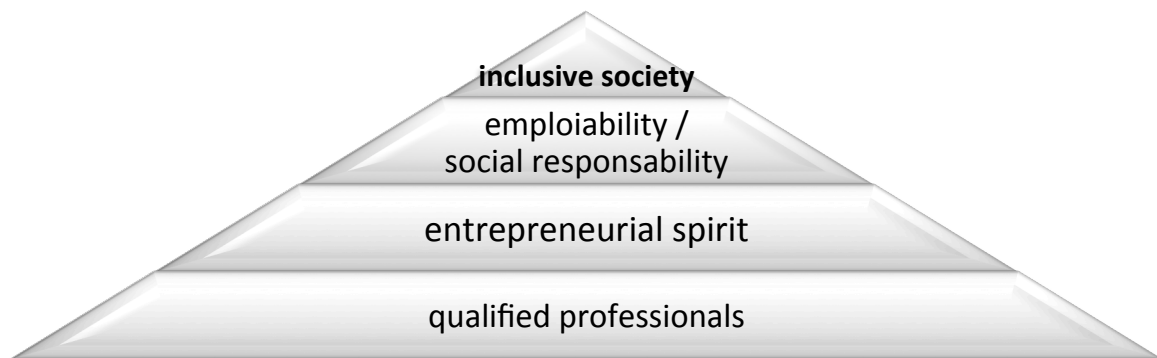 inclusive society
emploiability /
social responsability
entrepreneurial spirit
qualified professionals